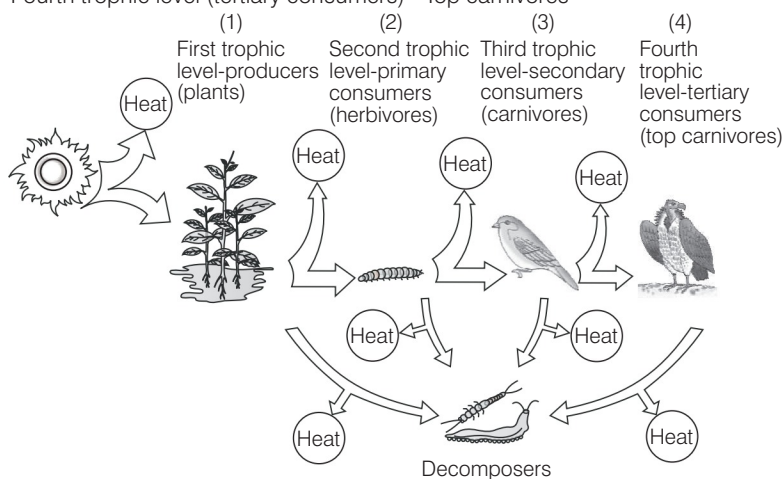 Fourth trophic level (tertiary consumers) – Top carnivores
(1)
First trophic
level-producers
(plants)
(2)
Second trophic
level-primary
consumers
(herbivores)
(3)
Third trophic
level-secondary
consumers
(carnivores)
(4)
Fourth
trophic
level-tertiary
consumers
(top carnivores)
Heat
Heat
Heat
Heat
Heat
Heat
Heat
Heat
Decomposers